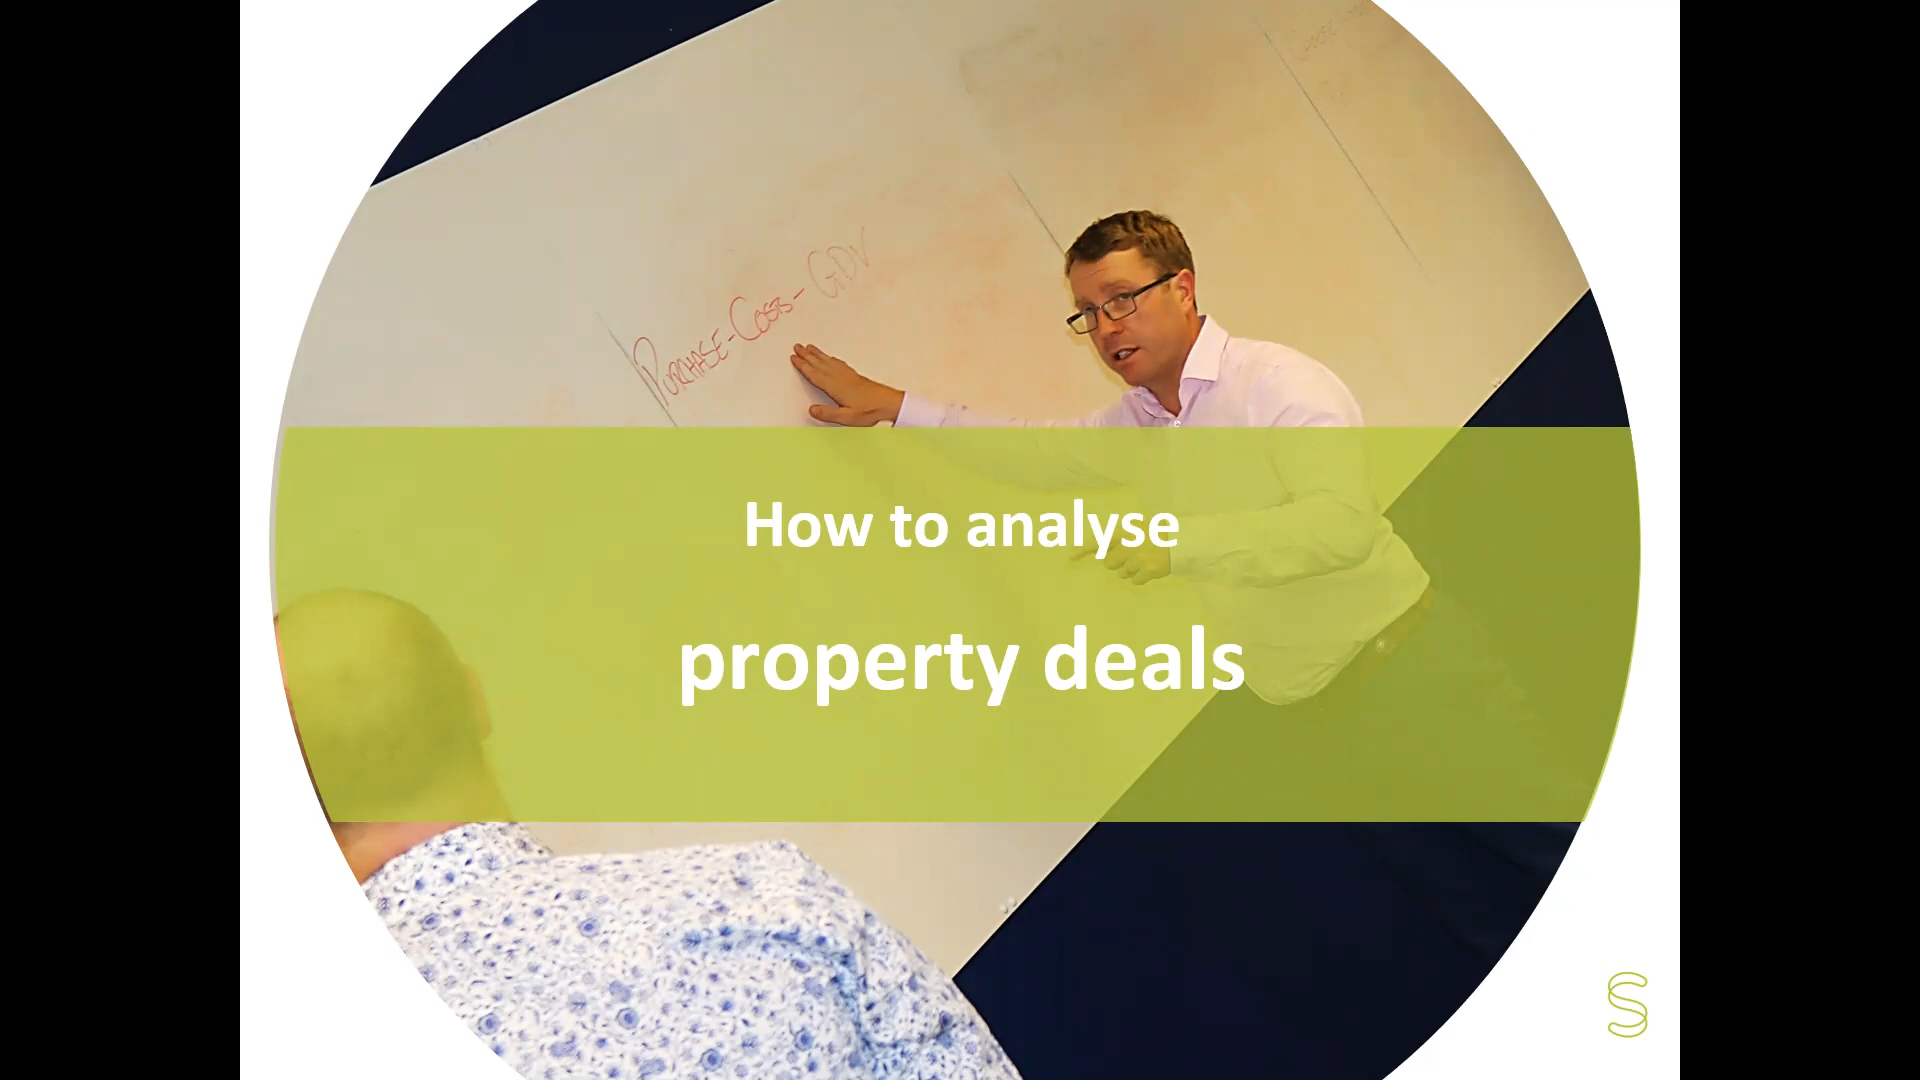 PURCHASE - COSTS - GDV
How to analyse
property deals